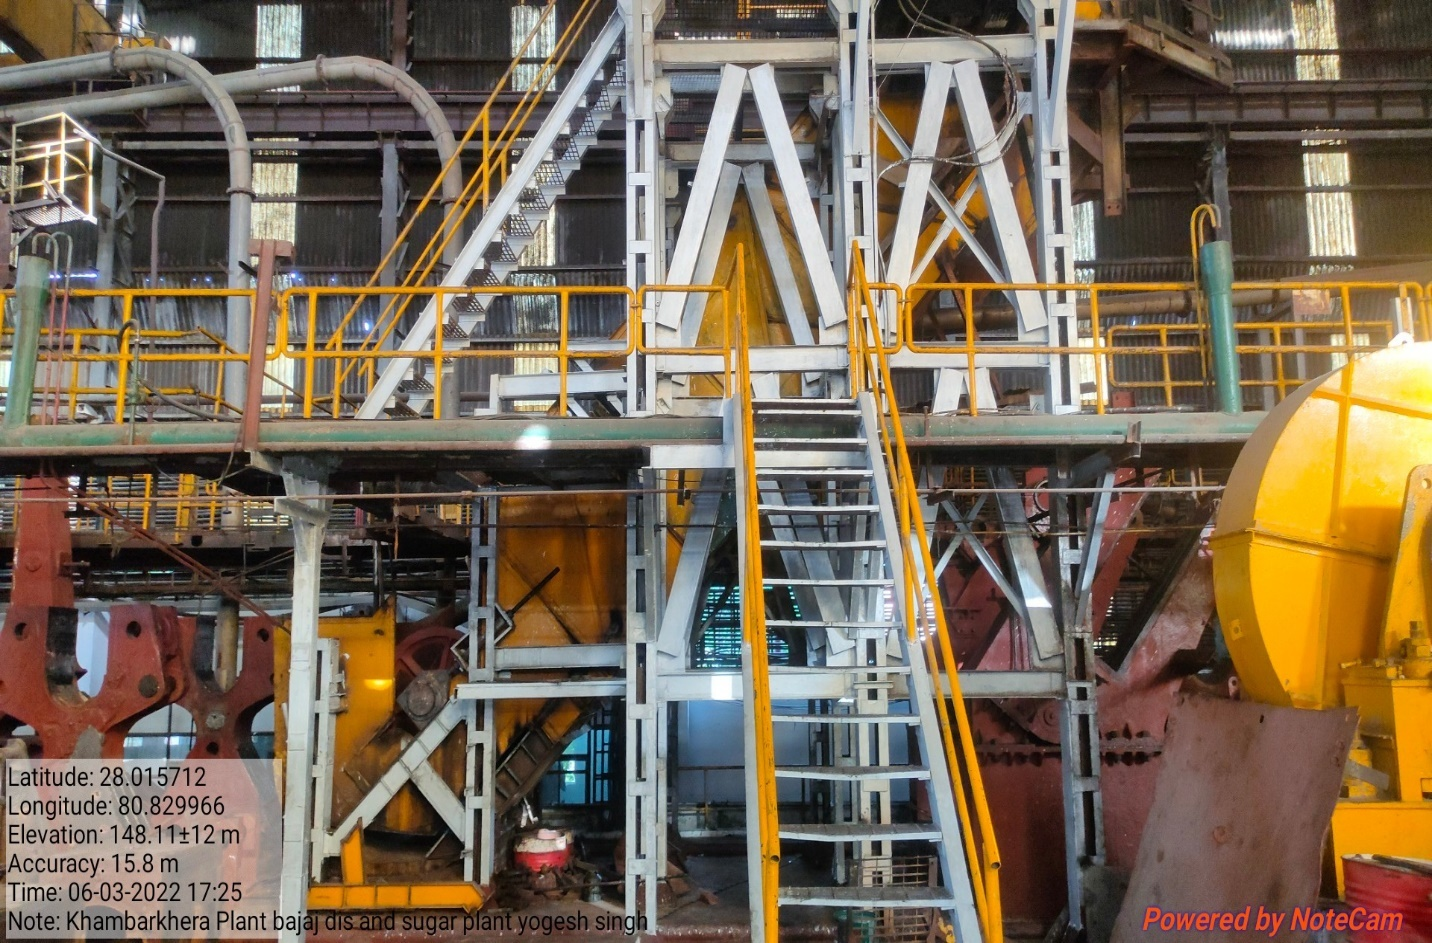 Latitude: 28.015712
Longitude: 80.829966
Elevation: 148.11±12 m
Accuracy: 15.8 m
Time: 06-03-2022 17:25
Note: Khambarkhera Plant bajaj dis and sugar plant yogesh singh
Powered by NoteCam